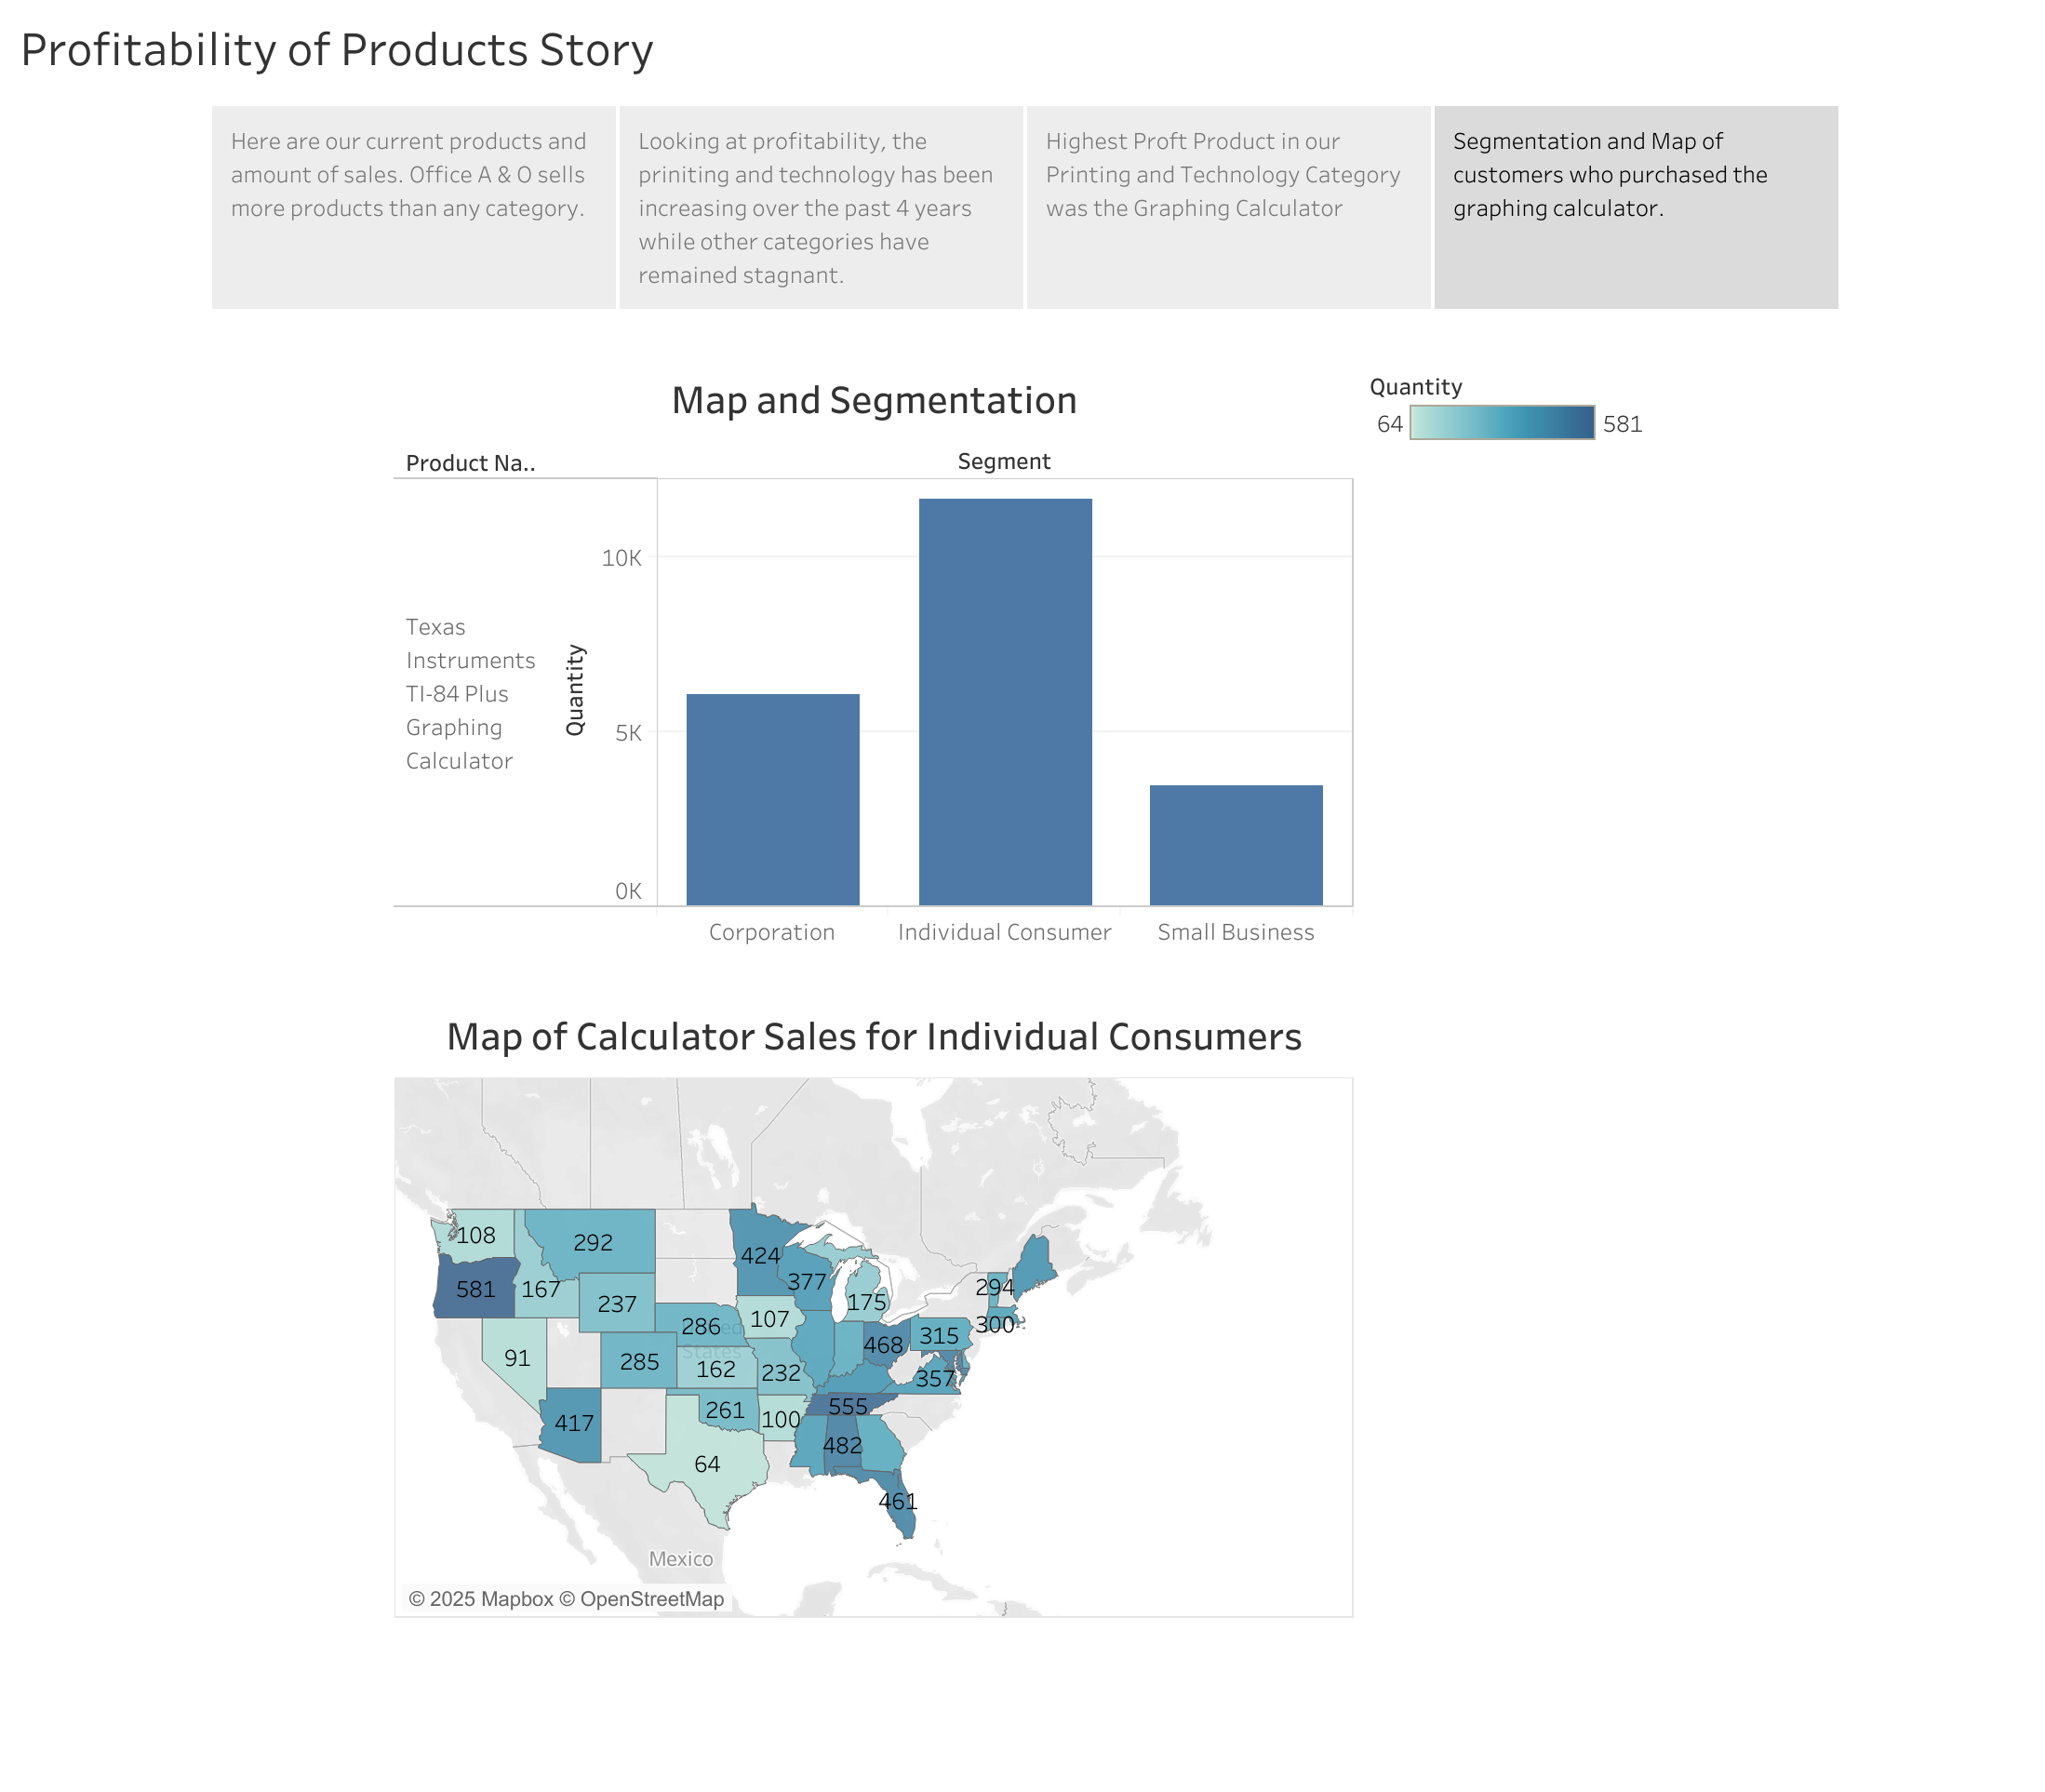 Profitability of Products Story
Here are our current products and
amount of sales. Office A & O sells
more products than any category.
Looking at profitability, the
priniting and technology has been
increasing over the past 4 years
while other categories have
remained stagnant.
Highest Proft Product in our
Printing and Technology Category
was the Graphing Calculator
Segmentation and Map of
customers who purchased the
graphing calculator.
Map and Segmentation
Quantity
64 581
Product Na..
Segment
Texas
Instruments
TI-84 Plus
Graphing
Calculator
Quantity
10K
5K
0K
Corporation Individual Consumer Small Business
Map of Calculator Sales for Individual Consumers
108
292
424
581
167
237
377
175
294
286
107
300
91
285
162
232
468
315
357
417
261
100
555
482
64
461
States
Mexico
© 2025 Mapbox © OpenStreetMap